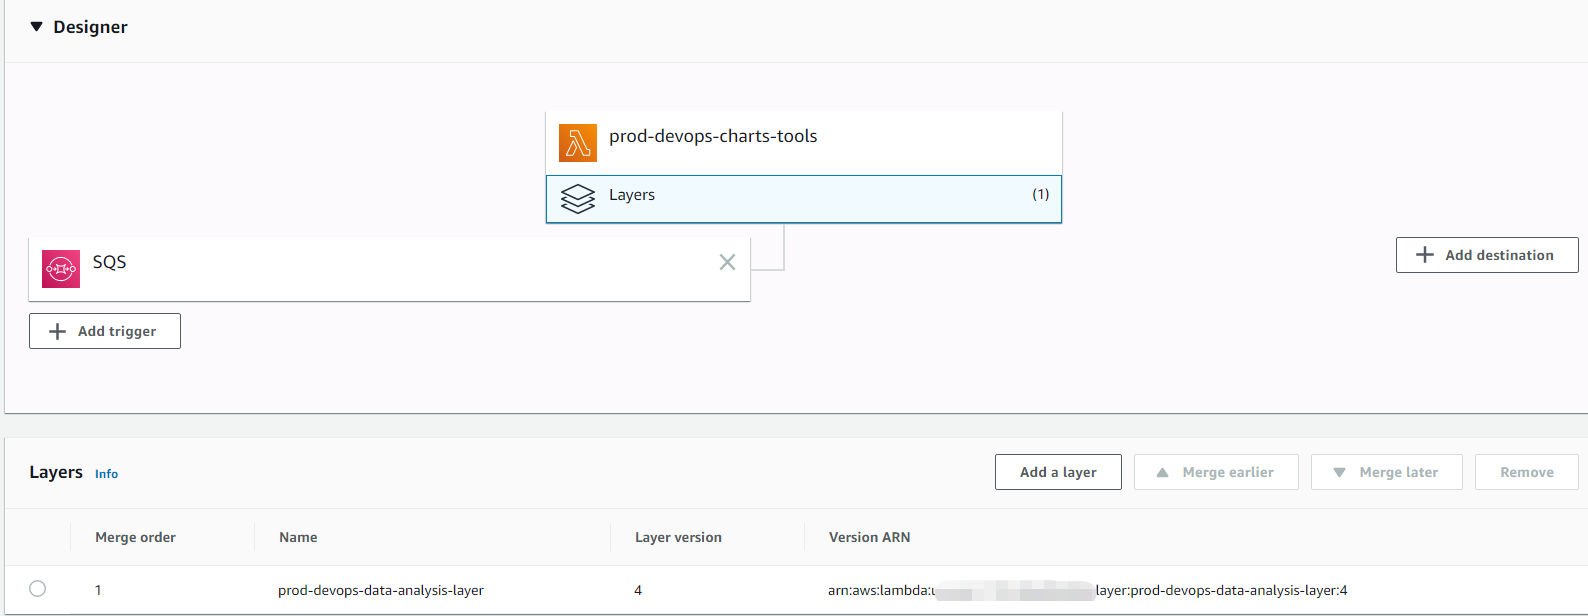 Designer
prod-devops-charts-tools
Layers (1)
SQS
Add destination
Add trigger
Layers Info Add a layer Merge earlier Merge later Remove
Merge order Name Layer version Version ARN
1 prod-devops-data-analysis-layer 4 arn:aws:lambda: layer:prod-devops-data-analysis-layer:4